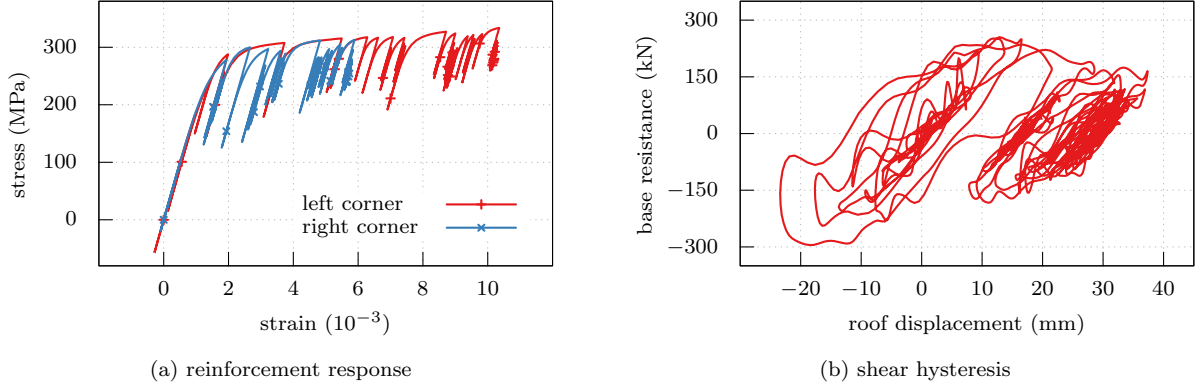 300
200
100
0
stress (MPa)
left corner
right corner
0 2 4 6 8 10
strain (10−3)
(a) reinforcement response
300
150
0
−150
−300
base resistance (kN)
−20 −10 0 10 20 30 40
roof displacement (mm)
(b) shear hysteresis